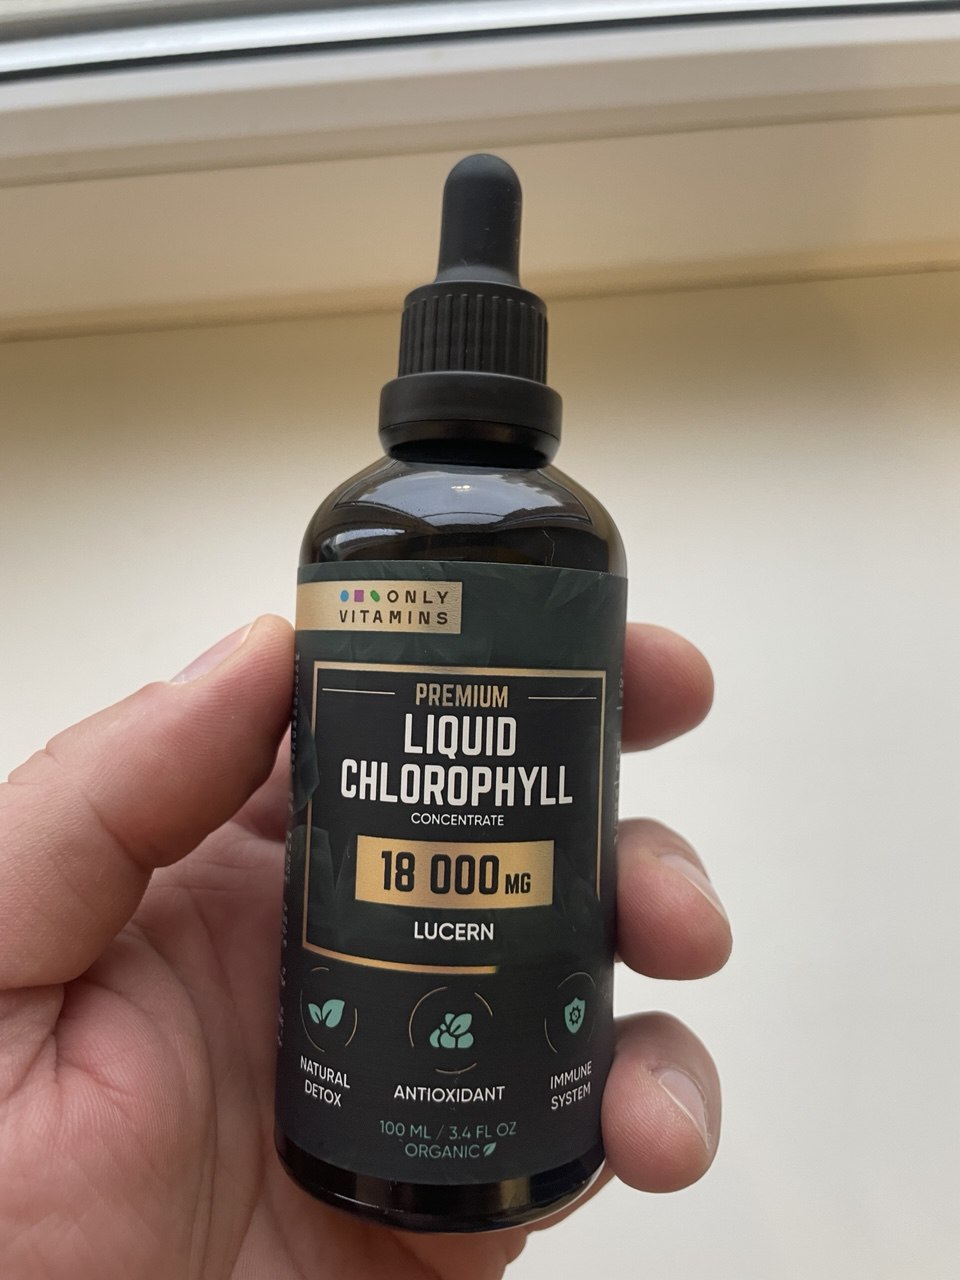 ONLY
VITAMINS
PREMIUM
LIQUID
CHLOROPHYLL
CONCENTRATE
18 000 MG
LUCERN
NATURAL
DETOX
ANTIOXIDANT
IMMUNE
SYSTEM
100 ML / 3.4 FL OZ
ORGANIC